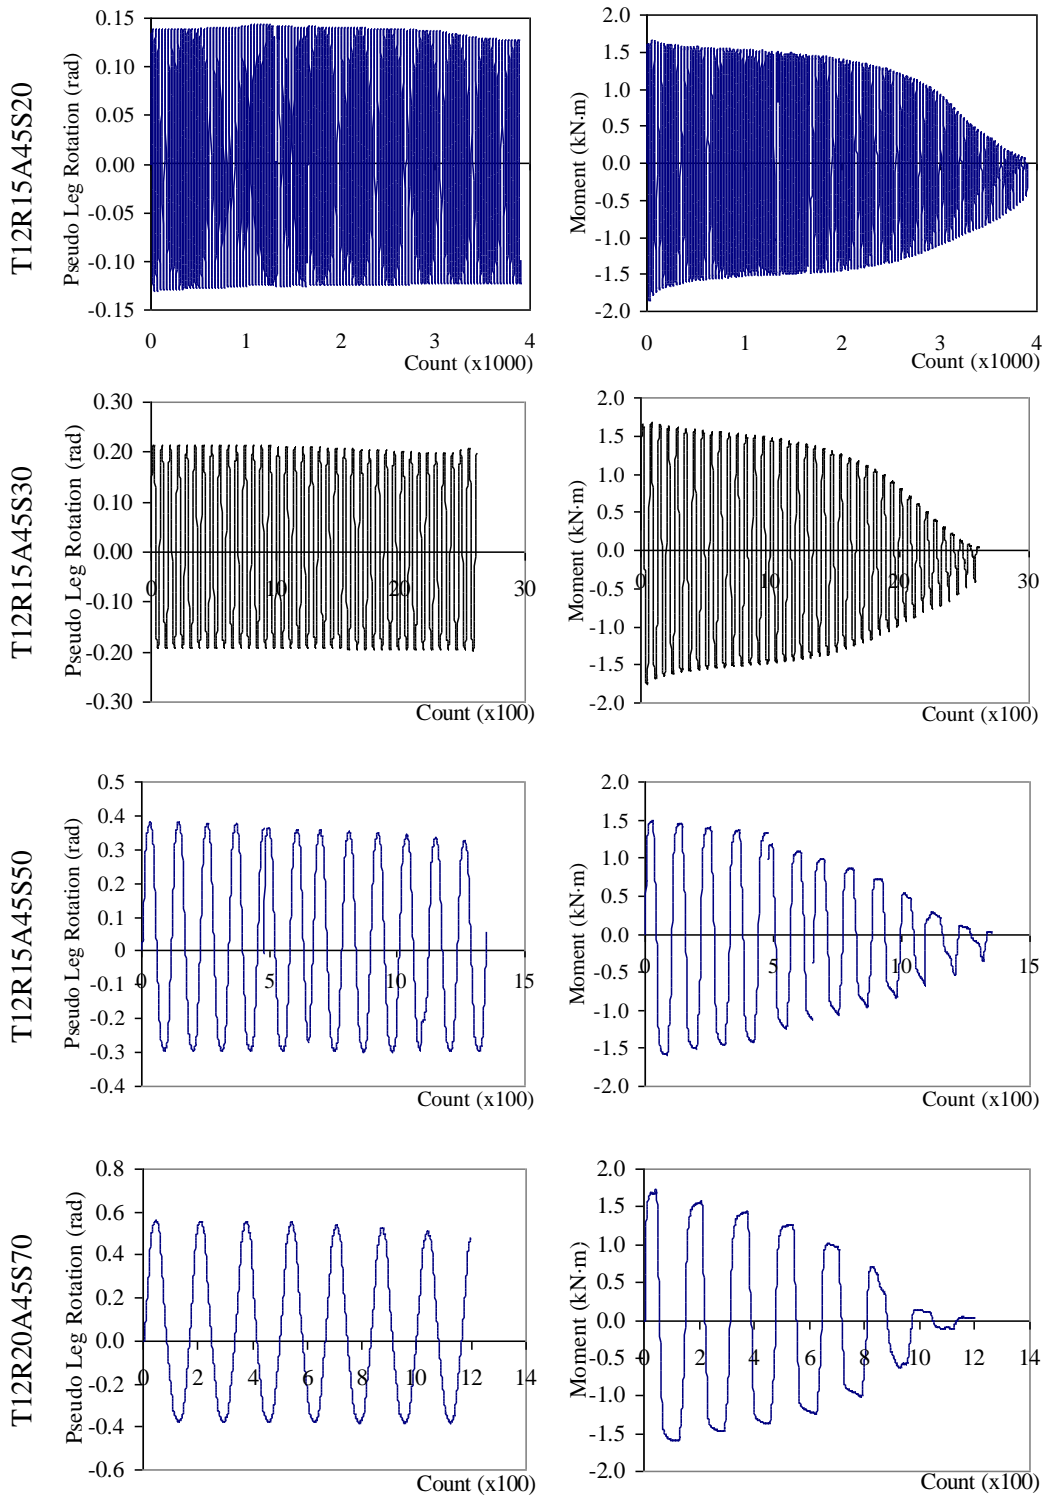 T12R15A45S20
Pseudo Leg Rotation (rad)
0.15
0.10
0.05
0.00
-0.05
-0.10
-0.15
0 1 2 3 4
Count (x1000)
Moment (kN·m)
2.0
1.5
1.0
0.5
0.0
-0.5
-1.0
-1.5
-2.0
0 1 2 3 4
Count (x1000)
T12R15A45S30
Pseudo Leg Rotation (rad)
0.30
0.20
0.10
0.00
-0.10
-0.20
-0.30
0 10 20 30
Count (x100)
Moment (kN·m)
2.0
1.5
1.0
0.5
0.0
-0.5
-1.0
-1.5
-2.0
0 10 20 30
Count (x100)
T12R15A45S50
Pseudo Leg Rotation (rad)
0.5
0.4
0.3
0.2
0.1
0
-0.1
-0.2
-0.3
-0.4
0 5 10 15
Count (x100)
Moment (kN·m)
2.0
1.5
1.0
0.5
0.0
-0.5
-1.0
-1.5
-2.0
0 5 10 15
Count (x100)
T12R20A45S70
Pseudo Leg Rotation (rad)
0.8
0.6
0.4
0.2
0.0
-0.2
-0.4
-0.6
0 2 4 6 8 10 12 14
Count (x100)
Moment (kN·m)
2.0
1.5
1.0
0.5
0.0
-0.5
-1.0
-1.5
-2.0
0 2 4 6 8 10 12 14
Count (x100)